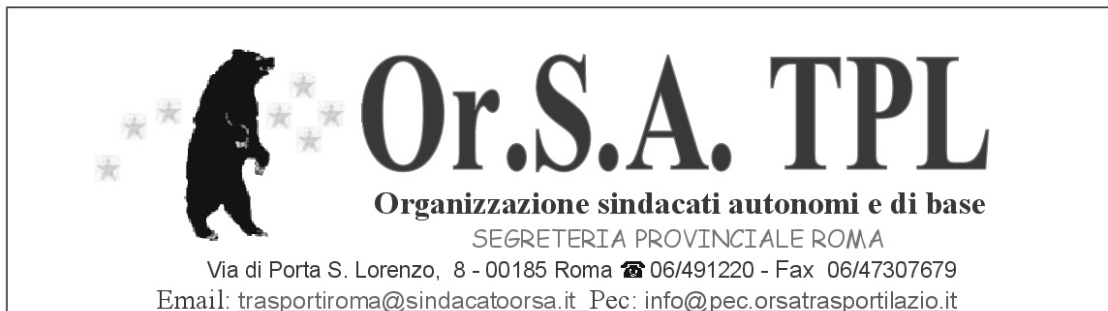 Or.S.A. TPL
Organizzazione sindacati autonomi e di base
SEGRETERIA PROVINCIALE ROMA
Via di Porta S. Lorenzo, 8 - 00185 Roma ☎ 06/491220 - Fax 06/47307679
Email: trasportiroma@sindacatoorsa.it Pec: info@pec.orsatrasportilazio.it